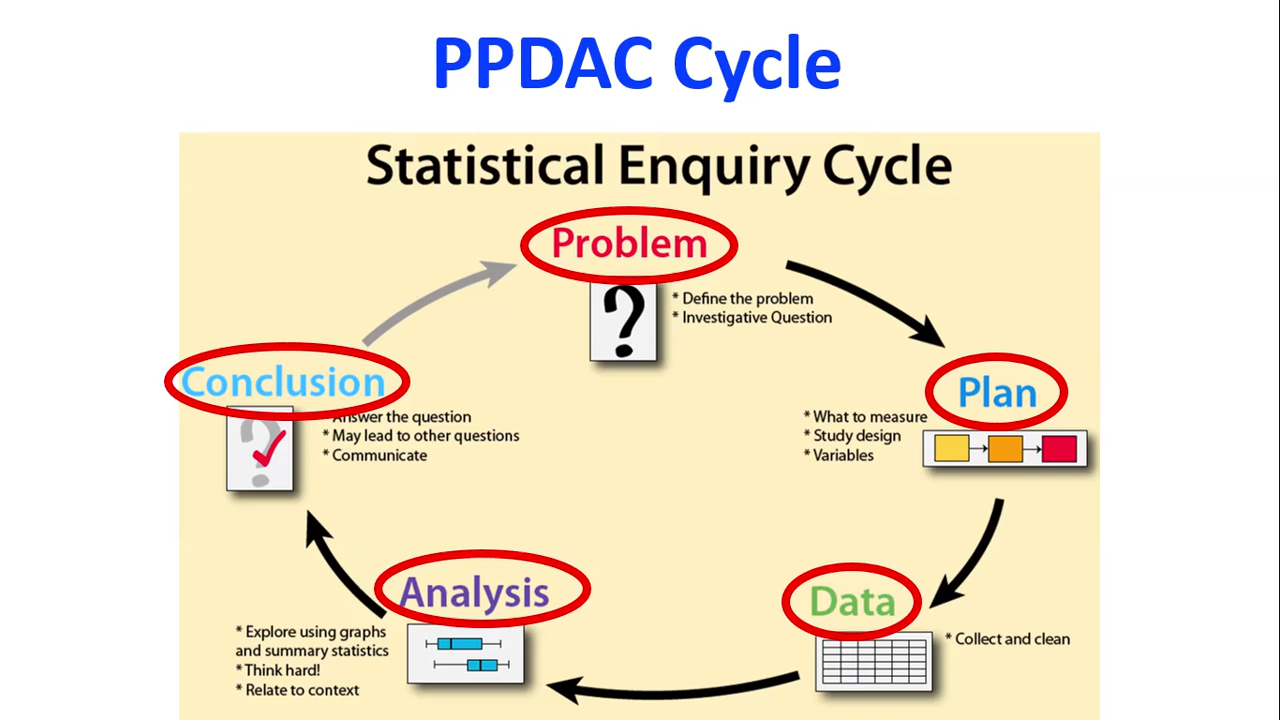 PPDAC Cycle
Statistical Enquiry Cycle
Problem
?
* Define the problem
* Investigative Question
Plan
* What to measure
* Study design
* Variables
Data
* Collect and clean
Analysis
* Explore using graphs
and summary statistics
* Think hard!
* Relate to context
Conclusion
?
* Answer the question
* May lead to other questions
* Communicate